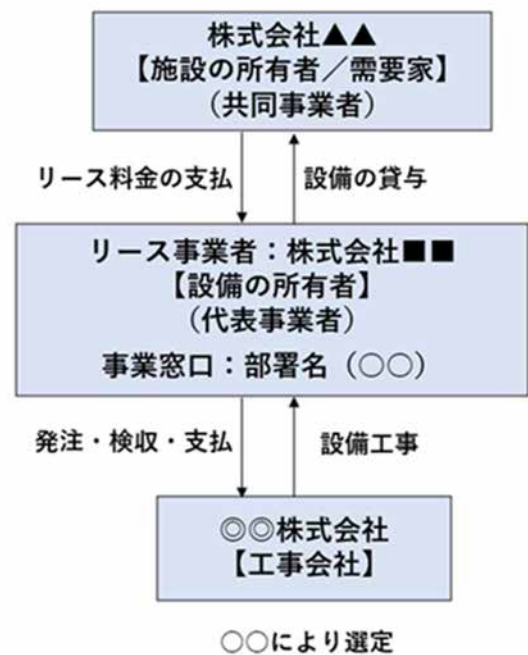 株式会社▲▲
【施設の所有者／需要家】
（共同事業者）
リース料金の支払
設備の貸与
リース事業者：株式会社■■
【設備の所有者】
（代表事業者）
事業窓口：部署名（○○）
発注・検収・支払
設備工事
◎◎株式会社
【工事会社】
○○により選定